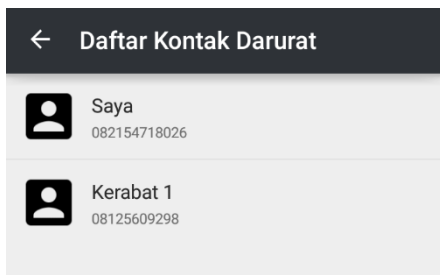 Daftar Kontak Darurat
Saya
082154718026
Kerabat 1
08125609298